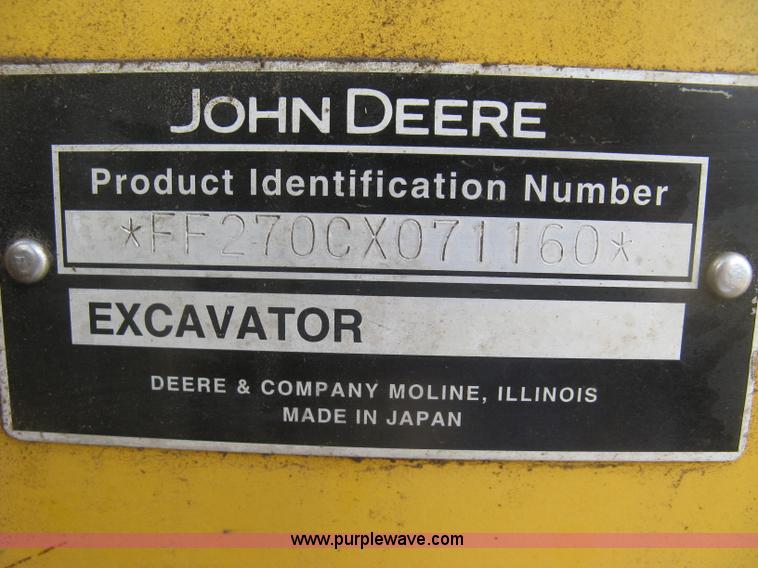 JOHN DEERE
Product Identification Number
*FF270CX071160*
EXCAVATOR
DEERE & COMPANY MOLINE, ILLINOIS
MADE IN JAPAN
www.purplewave.com